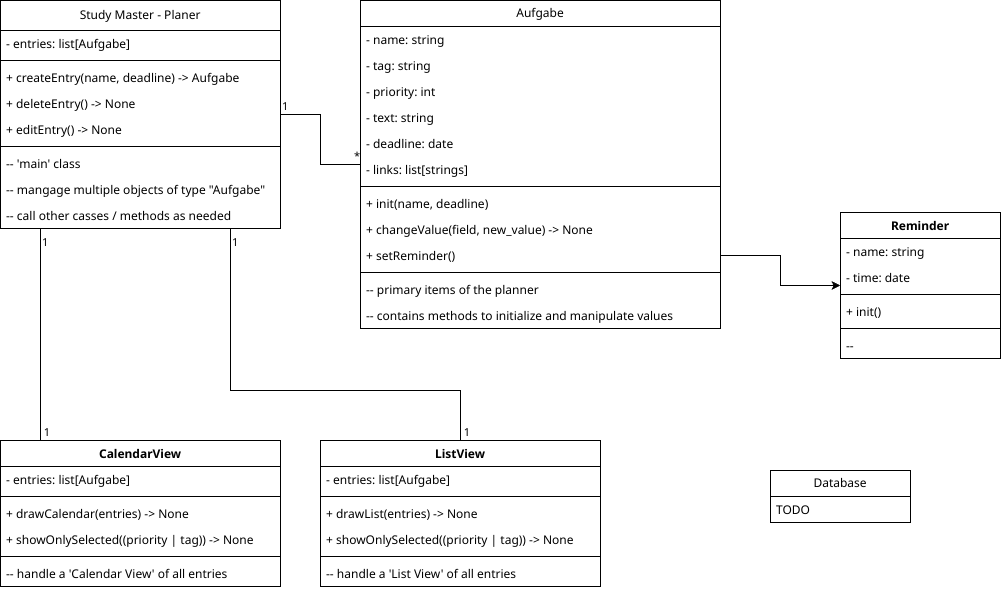 Study Master - Planer
- entries: list[Aufgabe]
+ createEntry(name, deadline) -> Aufgabe
+ deleteEntry() -> None
+ editEntry() -> None
-- 'main' class
-- mangage multiple objects of type "Aufgabe"
-- call other casses / methods as needed
1
*
1
1
Aufgabe
- name: string
- tag: string
- priority: int
- text: string
- deadline: date
- links: list[strings]
+ init(name, deadline)
+ changeValue(field, new_value) -> None
+ setReminder()
-- primary items of the planner
-- contains methods to initialize and manipulate values
Reminder
- name: string
- time: date
+ init()
--
1
CalendarView
- entries: list[Aufgabe]
+ drawCalendar(entries) -> None
+ showOnlySelected((priority | tag)) -> None
-- handle a 'Calendar View' of all entries
1
ListView
- entries: list[Aufgabe]
+ drawList(entries) -> None
+ showOnlySelected((priority | tag)) -> None
-- handle a 'List View' of all entries
Database
TODO